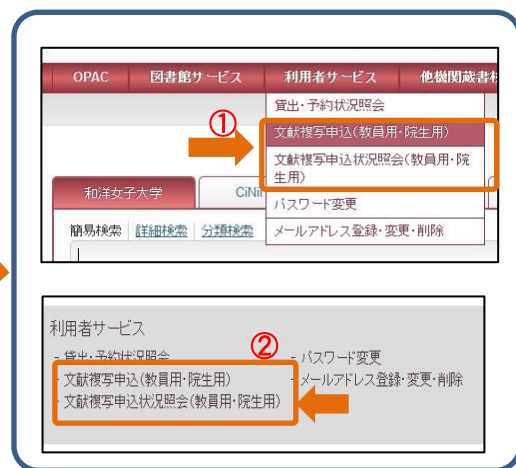 OPAC 図書館サービス 利用者サービス 他機関蔵書
貸出・予約状況照会
①
文献複写申込(教員用・院生用)
文献複写申込状況照会(教員用・院
生用)
和洋女子大学 CiNii
パスワード変更
簡易検索 詳細検索 分類検索
メールアドレス登録・変更・削除
利用者サービス
②
- 貸出・予約状況照会 - パスワード変更
- 文献複写申込(教員用・院生用) - メールアドレス登録・変更・削除
- 文献複写申込状況照会(教員用・院生用)